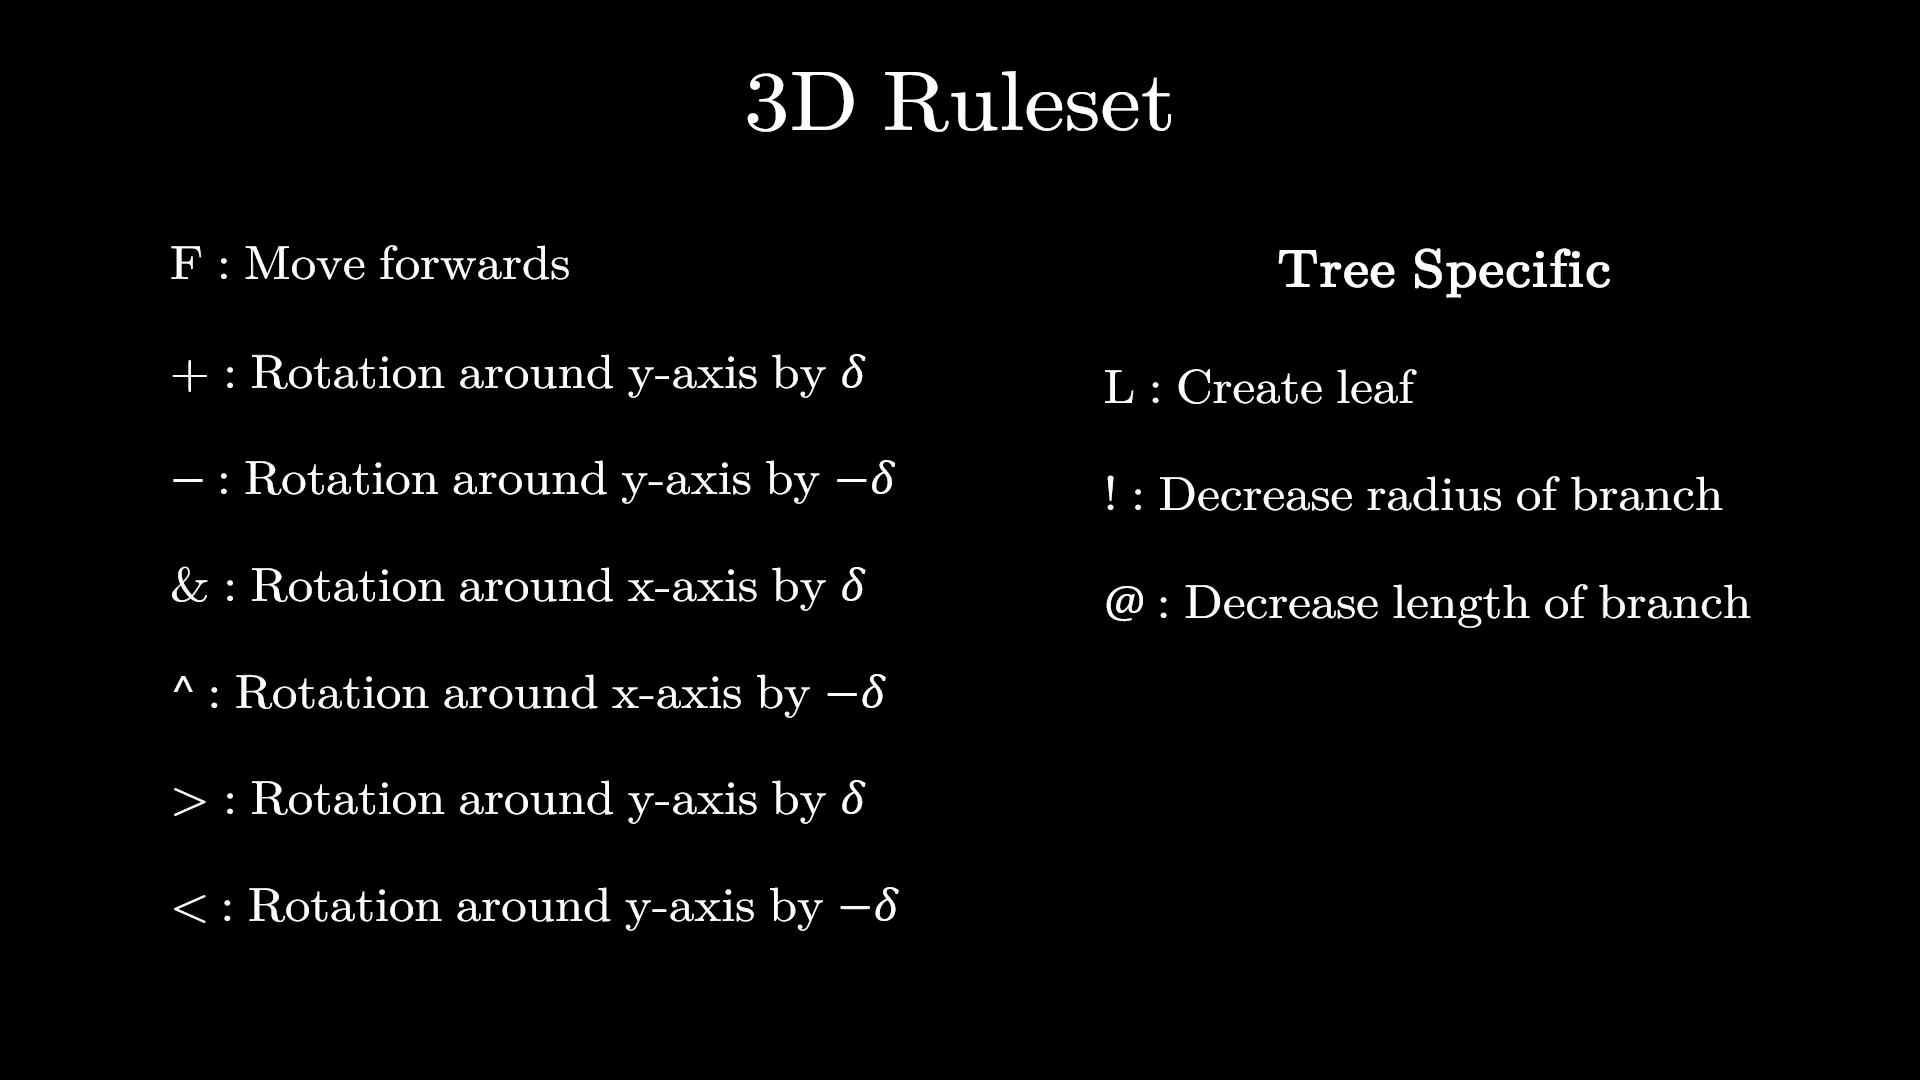 3D Ruleset
F : Move forwards
+ : Rotation around y-axis by δ
− : Rotation around y-axis by −δ
& : Rotation around x-axis by δ
^ : Rotation around x-axis by −δ
> : Rotation around y-axis by δ
< : Rotation around y-axis by −δ
Tree Specific
L : Create leaf
! : Decrease radius of branch
@ : Decrease length of branch